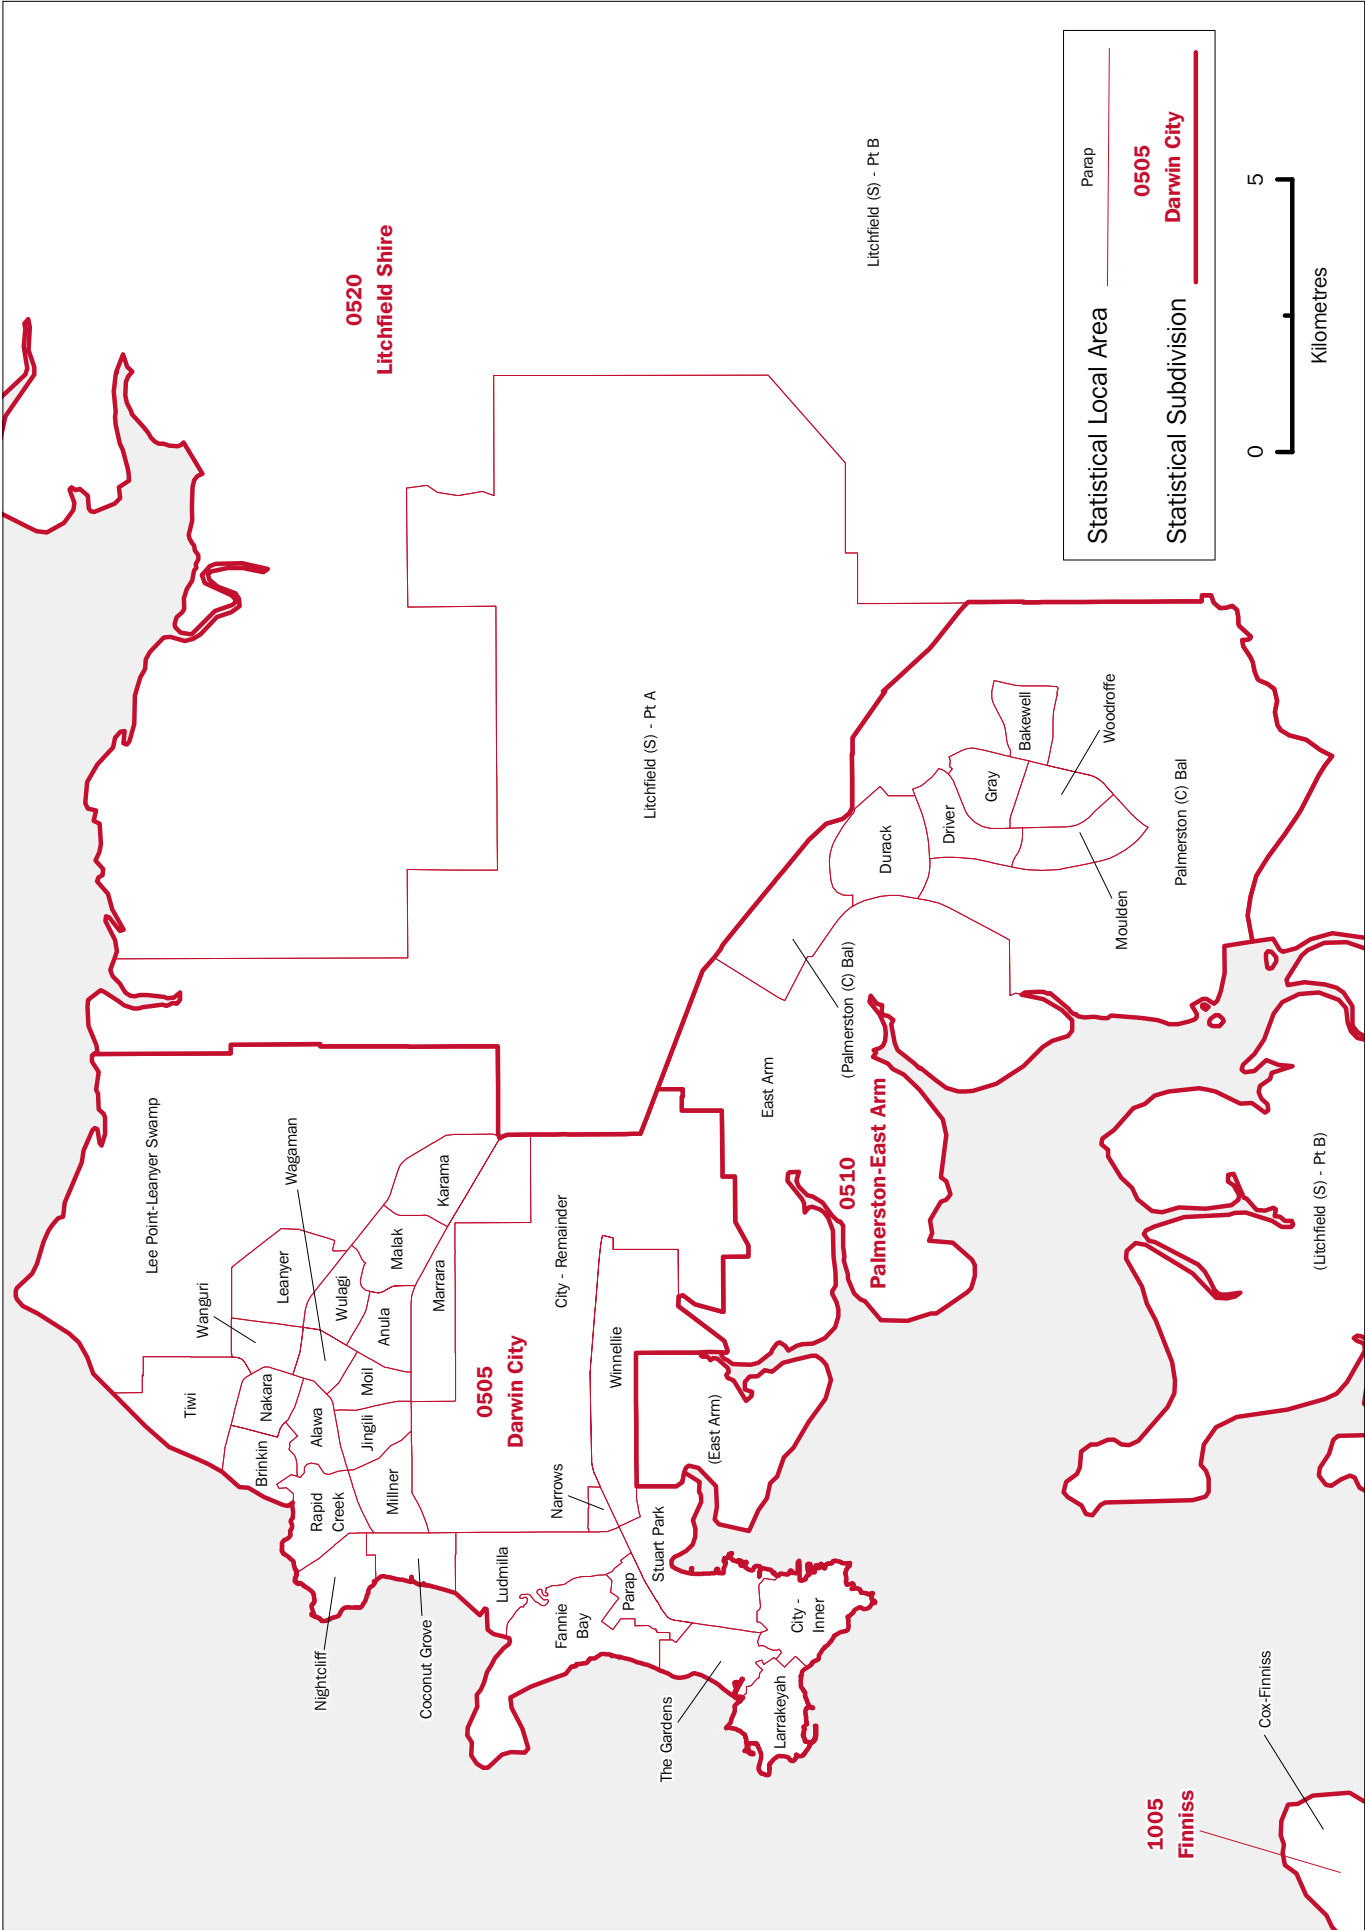 Lee Point-Leanyer Swamp
0520
Litchfield Shire
Wanguri
Wagaman
Leanyer
Tiwi
Nakara
Brinkin
Alawa
Wulagi
Malak
Karama
Anula
Moil
Jingili
Marrara
Rapid
Creek
Millner
Nightcliff
Coconut Grove
0505
Darwin City
City - Remainder
Winnellie
Narrows
Ludmilla
Fannie
Bay
Parap
Stuart Park
The Gardens
City -
Inner
Larrakeyah
(East Arm)
Litchfield (S) - Pt A
Litchfield (S) - Pt B
East Arm
(Palmerston (C) Bal)
0510
Palmerston-East Arm
Durack
Driver
Gray
Bakewell
Woodroffe
Moulden
Palmerston (C) Bal
(Litchfield (S) - Pt B)
1005
Finniss
Cox-Finniss
Statistical Local Area
Parap
Statistical Subdivision
0505
Darwin City
0
5
Kilometres